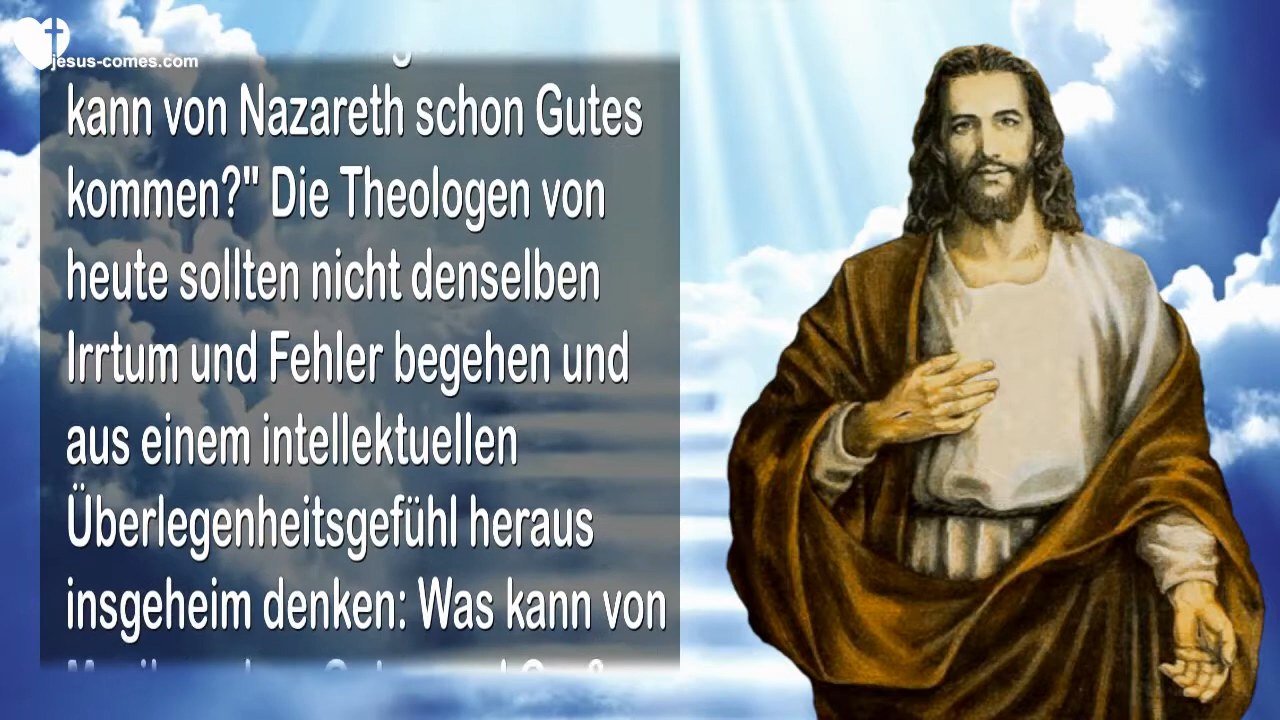 jesus-comes.com
kann von Nazareth schon Gutes
kommen?" Die Theologen von
heute sollten nicht denselben
Irrtum und Fehler begehen und
aus einem intellektuellen
Überlegenheitsgefühl heraus
insgeheim denken: Was kann von